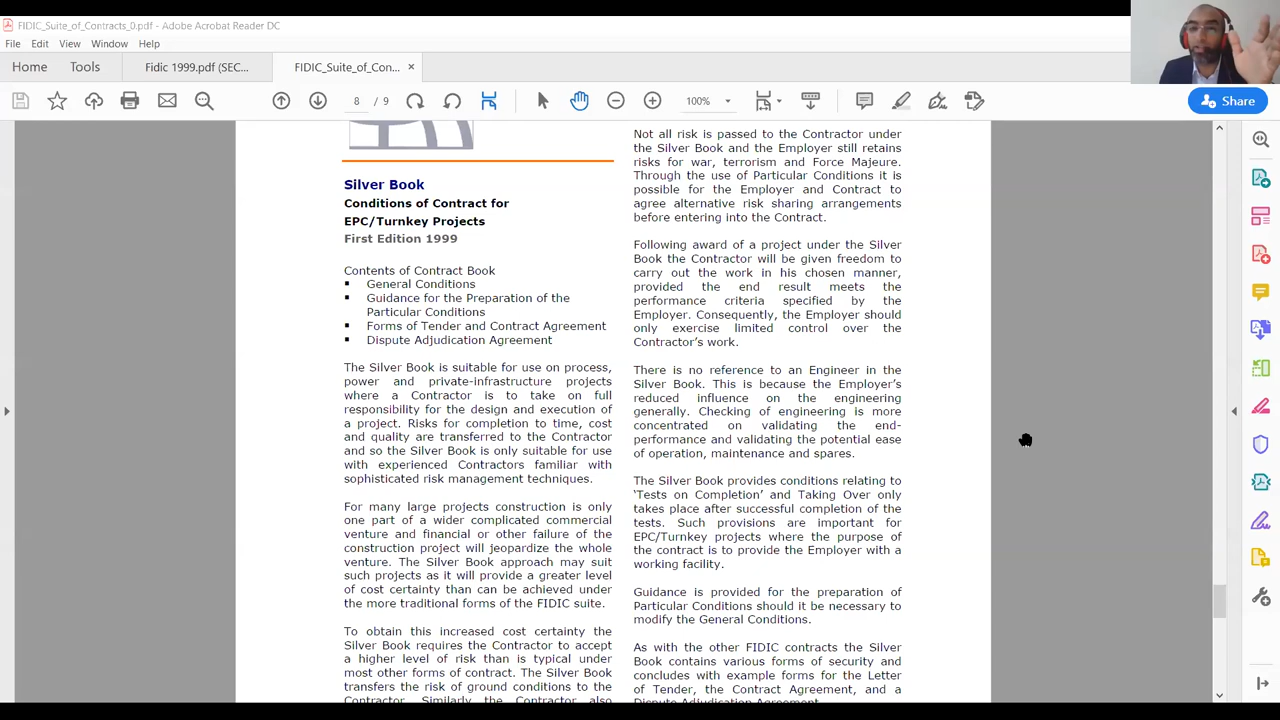 FIDIC_Suite_of_Contracts_0.pdf - Adobe Acrobat Reader DC
File Edit View Window Help
Home Tools Fidic 1999.pdf (SEC... FIDIC_Suite_of_Con... ×
8 / 9 100% Share
Silver Book
Conditions of Contract for
EPC/Turnkey Projects
First Edition 1999
Contents of Contract Book
▪ General Conditions
▪ Guidance for the Preparation of the
Particular Conditions
▪ Forms of Tender and Contract Agreement
▪ Dispute Adjudication Agreement
The Silver Book is suitable for use on process,
power and private-infrastructure projects
where a Contractor is to take on full
responsibility for the design and execution of
a project. Risks for completion to time, cost
and quality are transferred to the Contractor
and so the Silver Book is only suitable for use
with experienced Contractors familiar with
sophisticated risk management techniques.
For many large projects construction is only
one part of a wider complicated commercial
venture and financial or other failure of the
construction project will jeopardize the whole
venture. The Silver Book approach may suit
such projects as it will provide a greater level
of cost certainty than can be achieved under
the more traditional forms of the FIDIC suite.
To obtain this increased cost certainty the
Silver Book requires the Contractor to accept
a higher level of risk than is typical under
most other forms of contract. The Silver Book
transfers the risk of ground conditions to the
Contractor. Similarly the Contractor also
Not all risk is passed to the Contractor under
the Silver Book and the Employer still retains
risks for war, terrorism and Force Majeure.
Through the use of Particular Conditions it is
possible for the Employer and Contract to
agree alternative risk sharing arrangements
before entering into the Contract.
Following award of a project under the Silver
Book the Contractor will be given freedom to
carry out the work in his chosen manner,
provided the end result meets the
performance criteria specified by the
Employer. Consequently, the Employer should
only exercise limited control over the
Contractor's work.
There is no reference to an Engineer in the
Silver Book. This is because the Employer's
reduced influence on the engineering
generally. Checking of engineering is more
concentrated on validating the end-
performance and validating the potential ease
of operation, maintenance and spares.
The Silver Book provides conditions relating to
'Tests on Completion' and Taking Over only
takes place after successful completion of the
tests. Such provisions are important for
EPC/Turnkey projects where the purpose of
the contract is to provide the Employer with a
working facility.
Guidance is provided for the preparation of
Particular Conditions should it be necessary to
modify the General Conditions.
As with the other FIDIC contracts the Silver
Book contains various forms of security and
concludes with example forms for the Letter
of Tender, the Contract Agreement, and a
Dispute Adjudication Agreement.